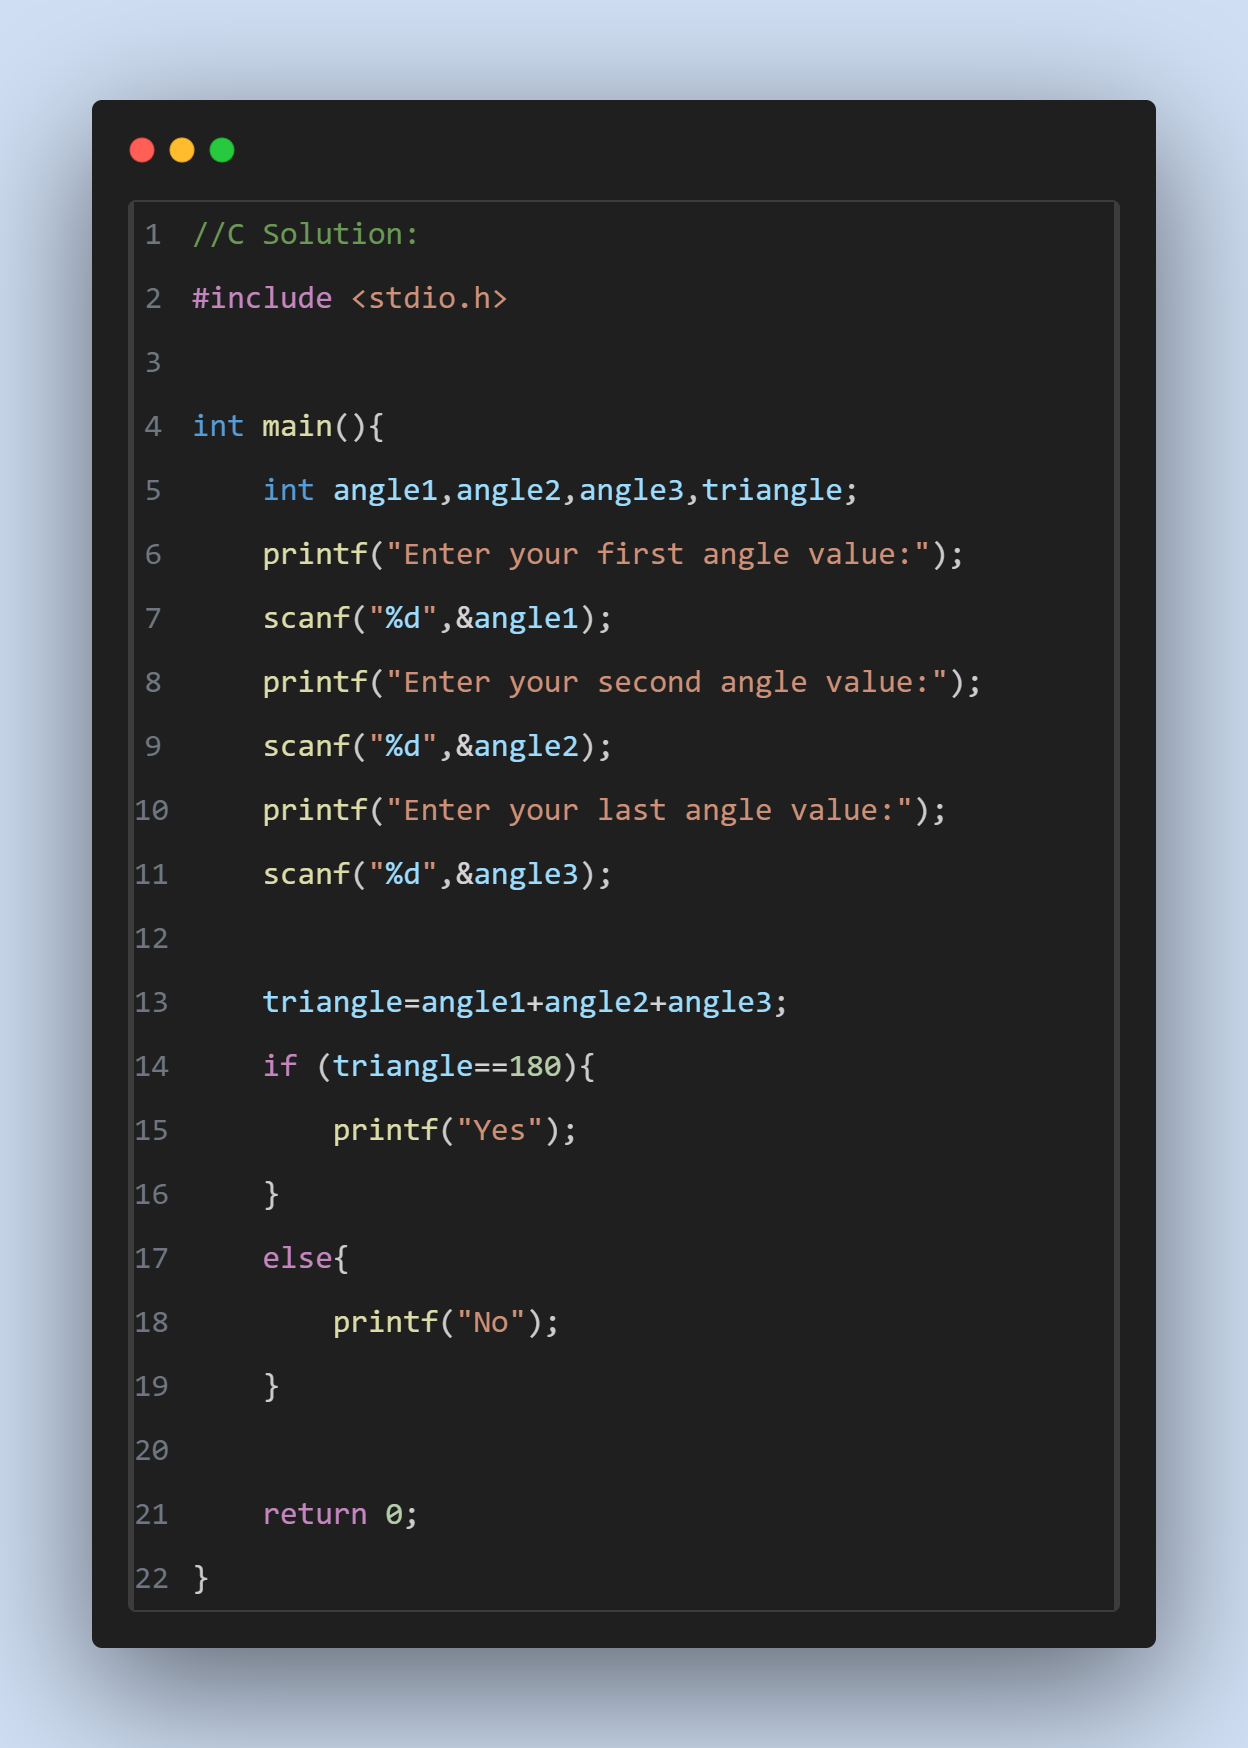 1 //C Solution:
2 #include <stdio.h>
3
4 int main(){
5     int angle1,angle2,angle3,triangle;
6     printf("Enter your first angle value:");
7     scanf("%d",&angle1);
8     printf("Enter your second angle value:");
9     scanf("%d",&angle2);
10     printf("Enter your last angle value:");
11     scanf("%d",&angle3);
12
13     triangle=angle1+angle2+angle3;
14     if (triangle==180){
15         printf("Yes");
16     }
17     else{
18         printf("No");
19     }
20
21     return 0;
22 }